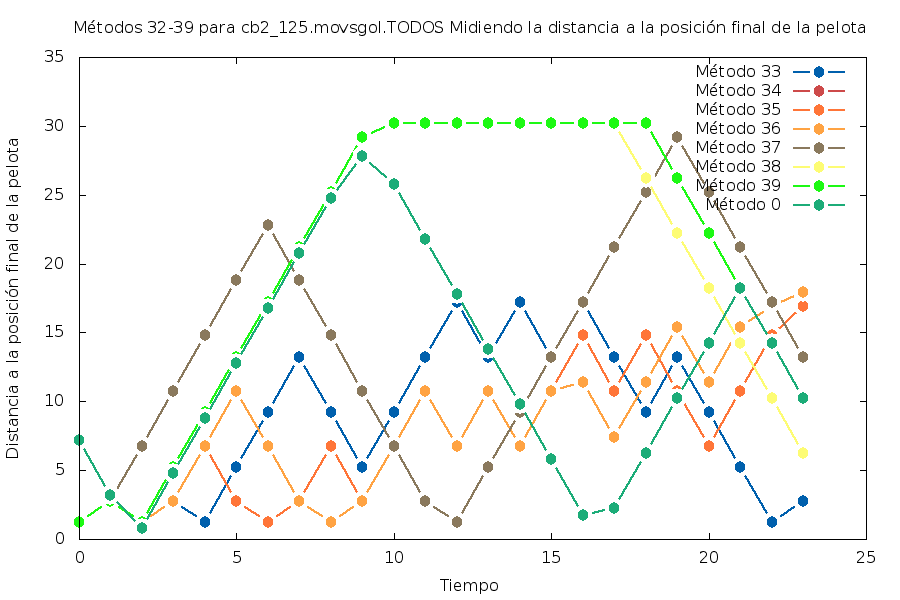 Métodos 32-39 para cb2_125.movsgol.TODOS Midiendo la distancia a la posición final de la pelota
35
30
25
20
15
10
5
0
Distancia a la posición final de la pelota
Método 33
Método 34
Método 35
Método 36
Método 37
Método 38
Método 39
Método 0
0 5 10 15 20 25
Tiempo